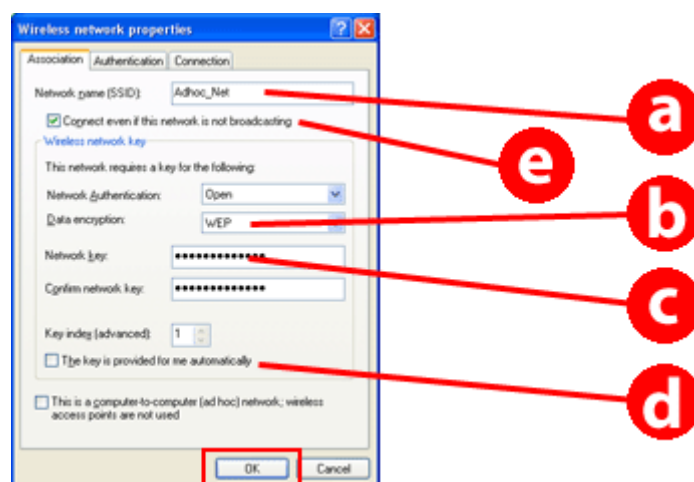 Wireless network properties
Association Authentication Connection
Network name (SSID): Adhoc_Net
a
Connect even if this network is not broadcasting
e
Wireless network key
This network requires a key for the following:
Network Authentication: Open
Data encryption: WEP
b
Network key: •••••••••••••
Confirm network key: •••••••••••••
c
Key index (advanced): 1
The key is provided for me automatically
d
This is a computer-to-computer (ad hoc) network; wireless
access points are not used
OK Cancel